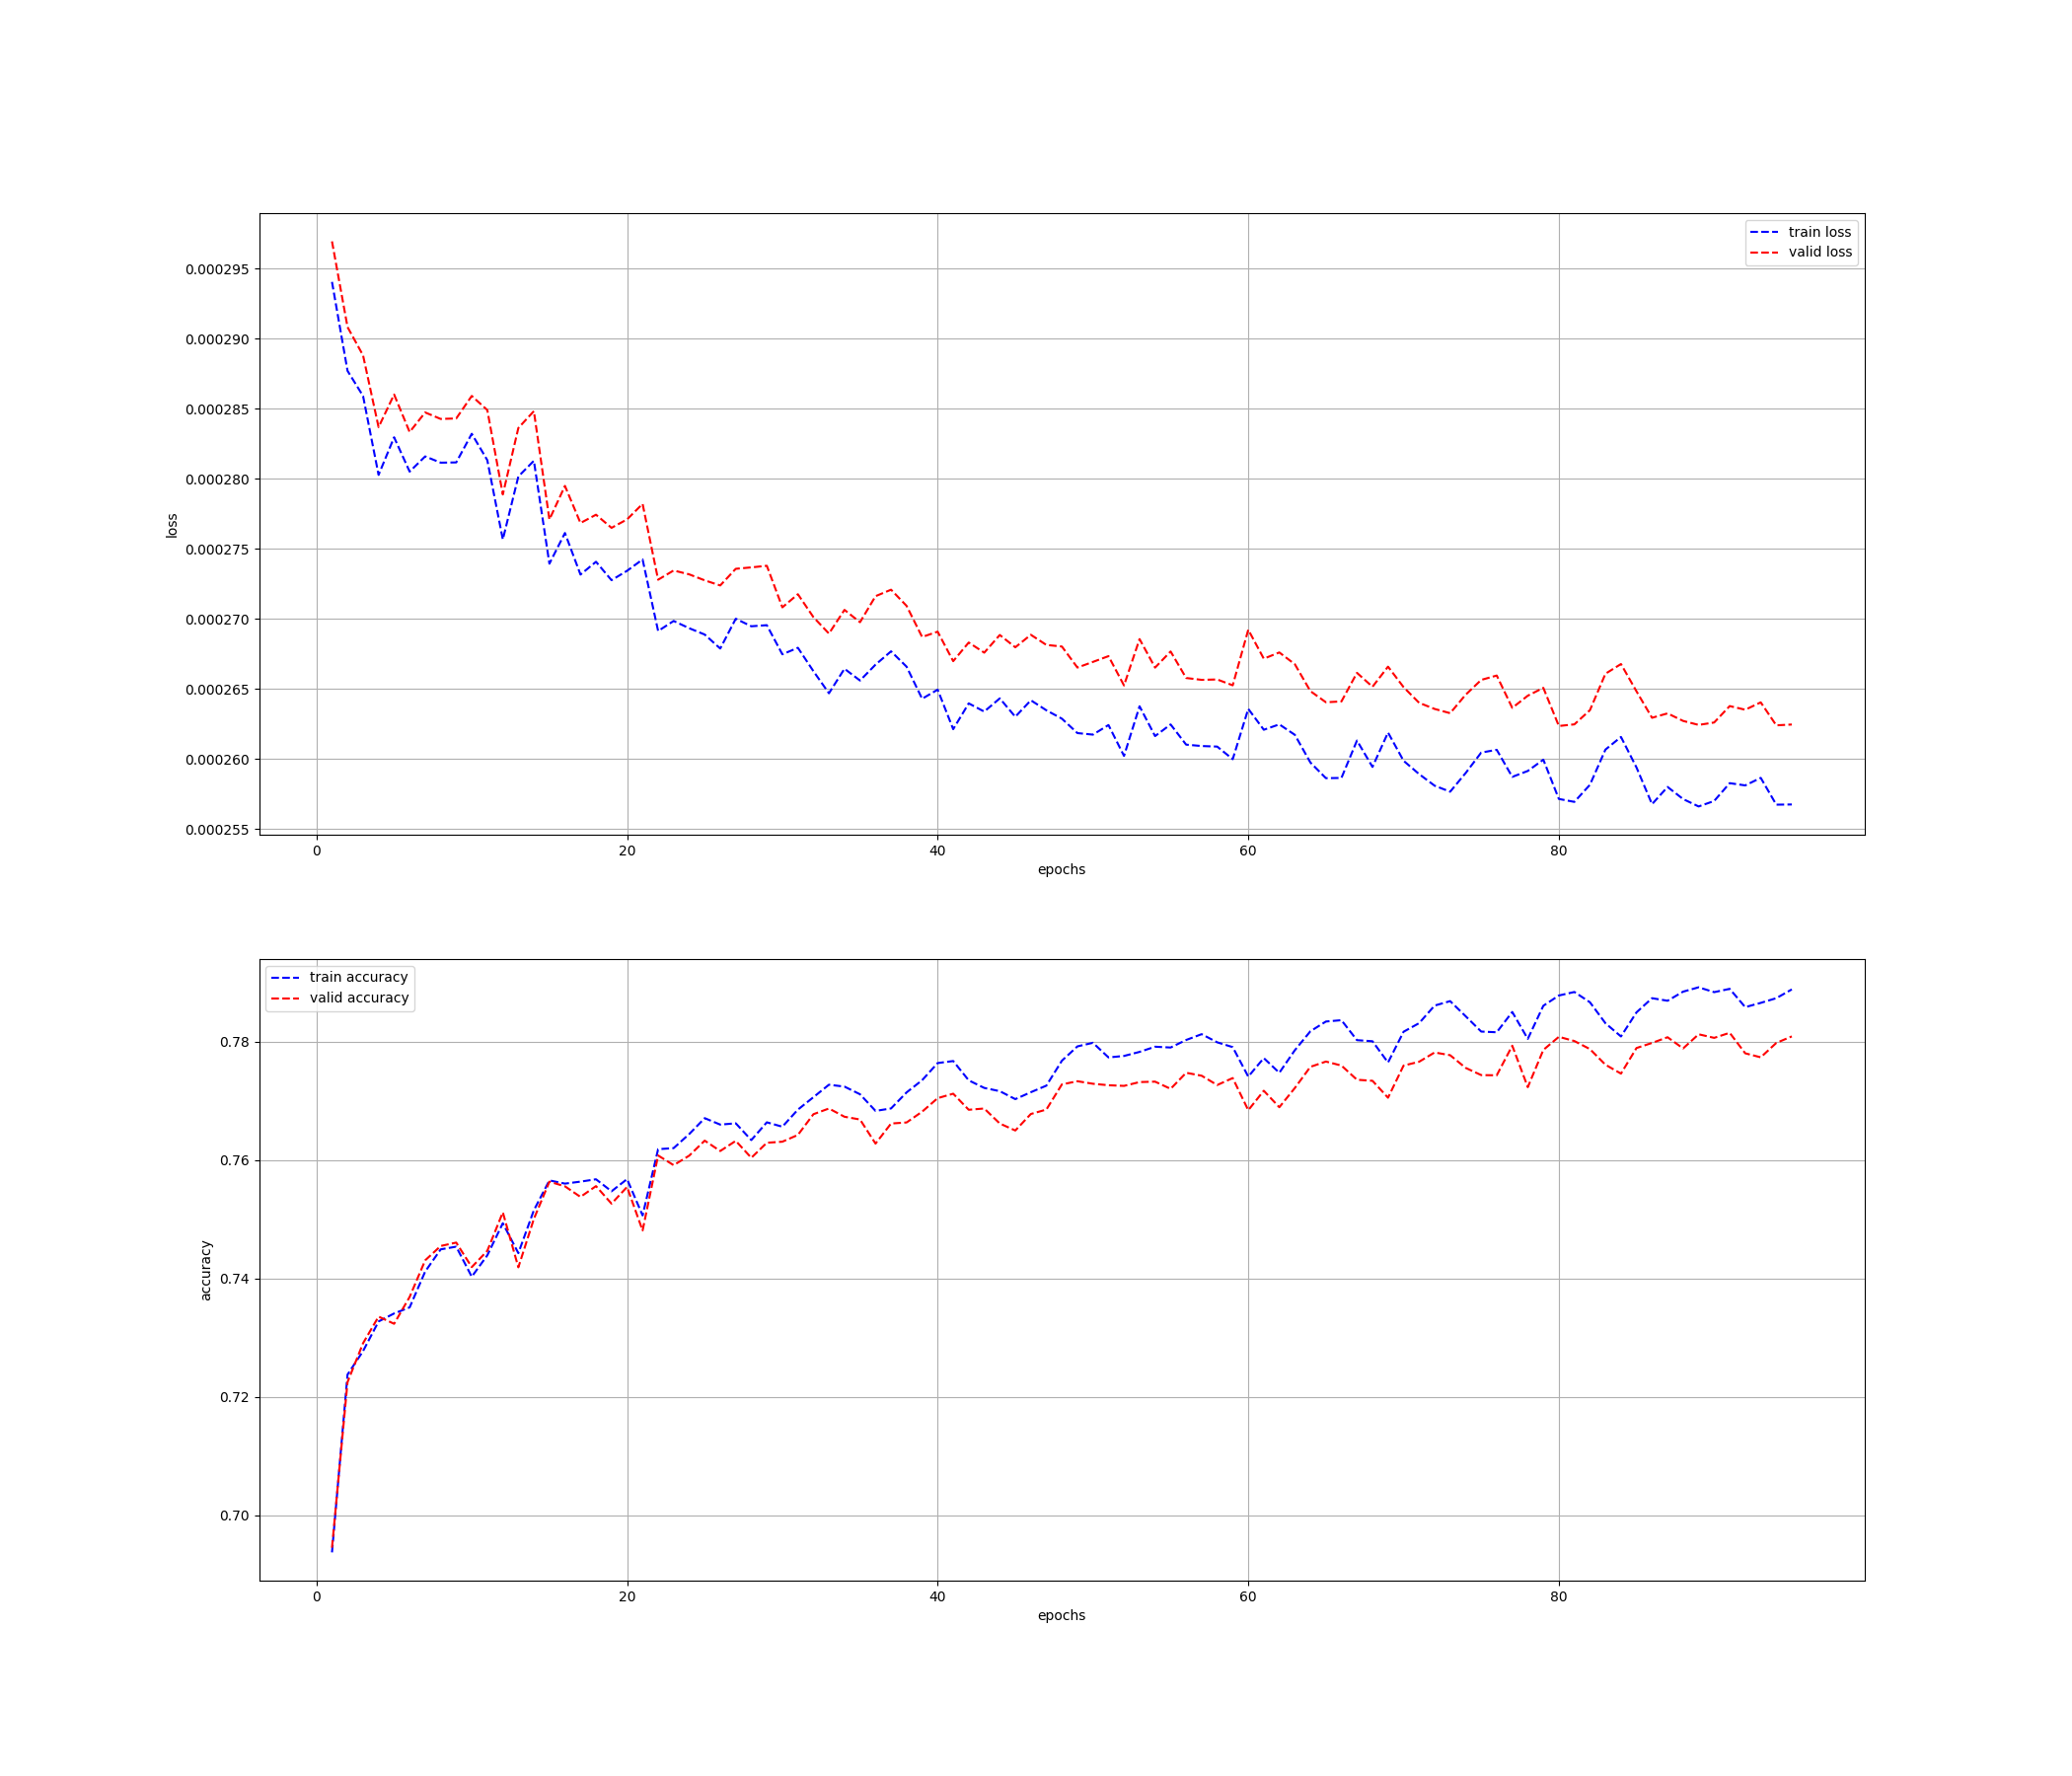 train loss
valid loss
0.000295
0.000290
0.000285
0.000280
0.000275
0.000270
0.000265
0.000260
0.000255
loss
0 20 40 60 80
epochs
train accuracy
valid accuracy
0.78
0.76
0.74
0.72
0.70
accuracy
0 20 40 60 80
epochs